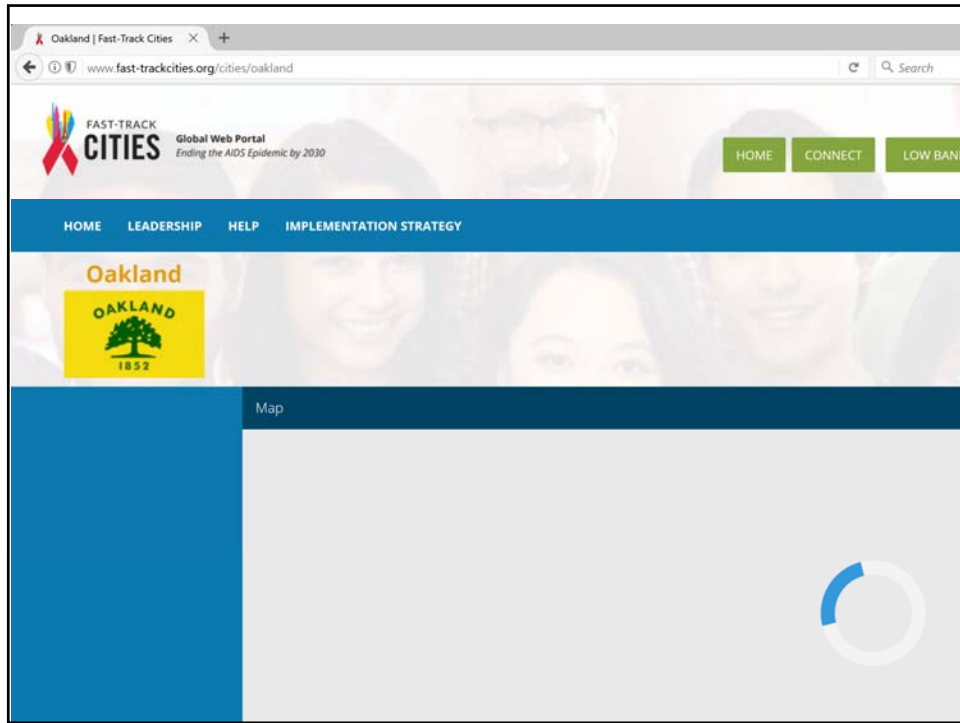 Oakland | Fast-Track Cities
www.fast-trackcities.org/cities/oakland
Search
FAST-TRACK
CITIES
Global Web Portal
Ending the AIDS Epidemic by 2030
HOME CONNECT LOW BAN
HOME LEADERSHIP HELP IMPLEMENTATION STRATEGY
Oakland
OAKLAND
1852
Map